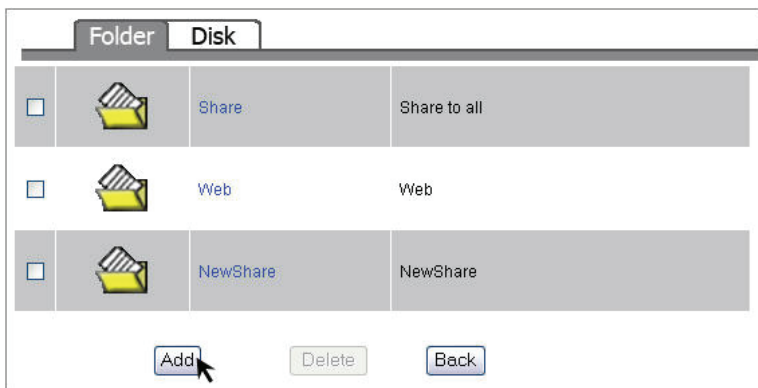 Folder Disk
Share Share to all
Web Web
NewShare NewShare
Add Delete Back